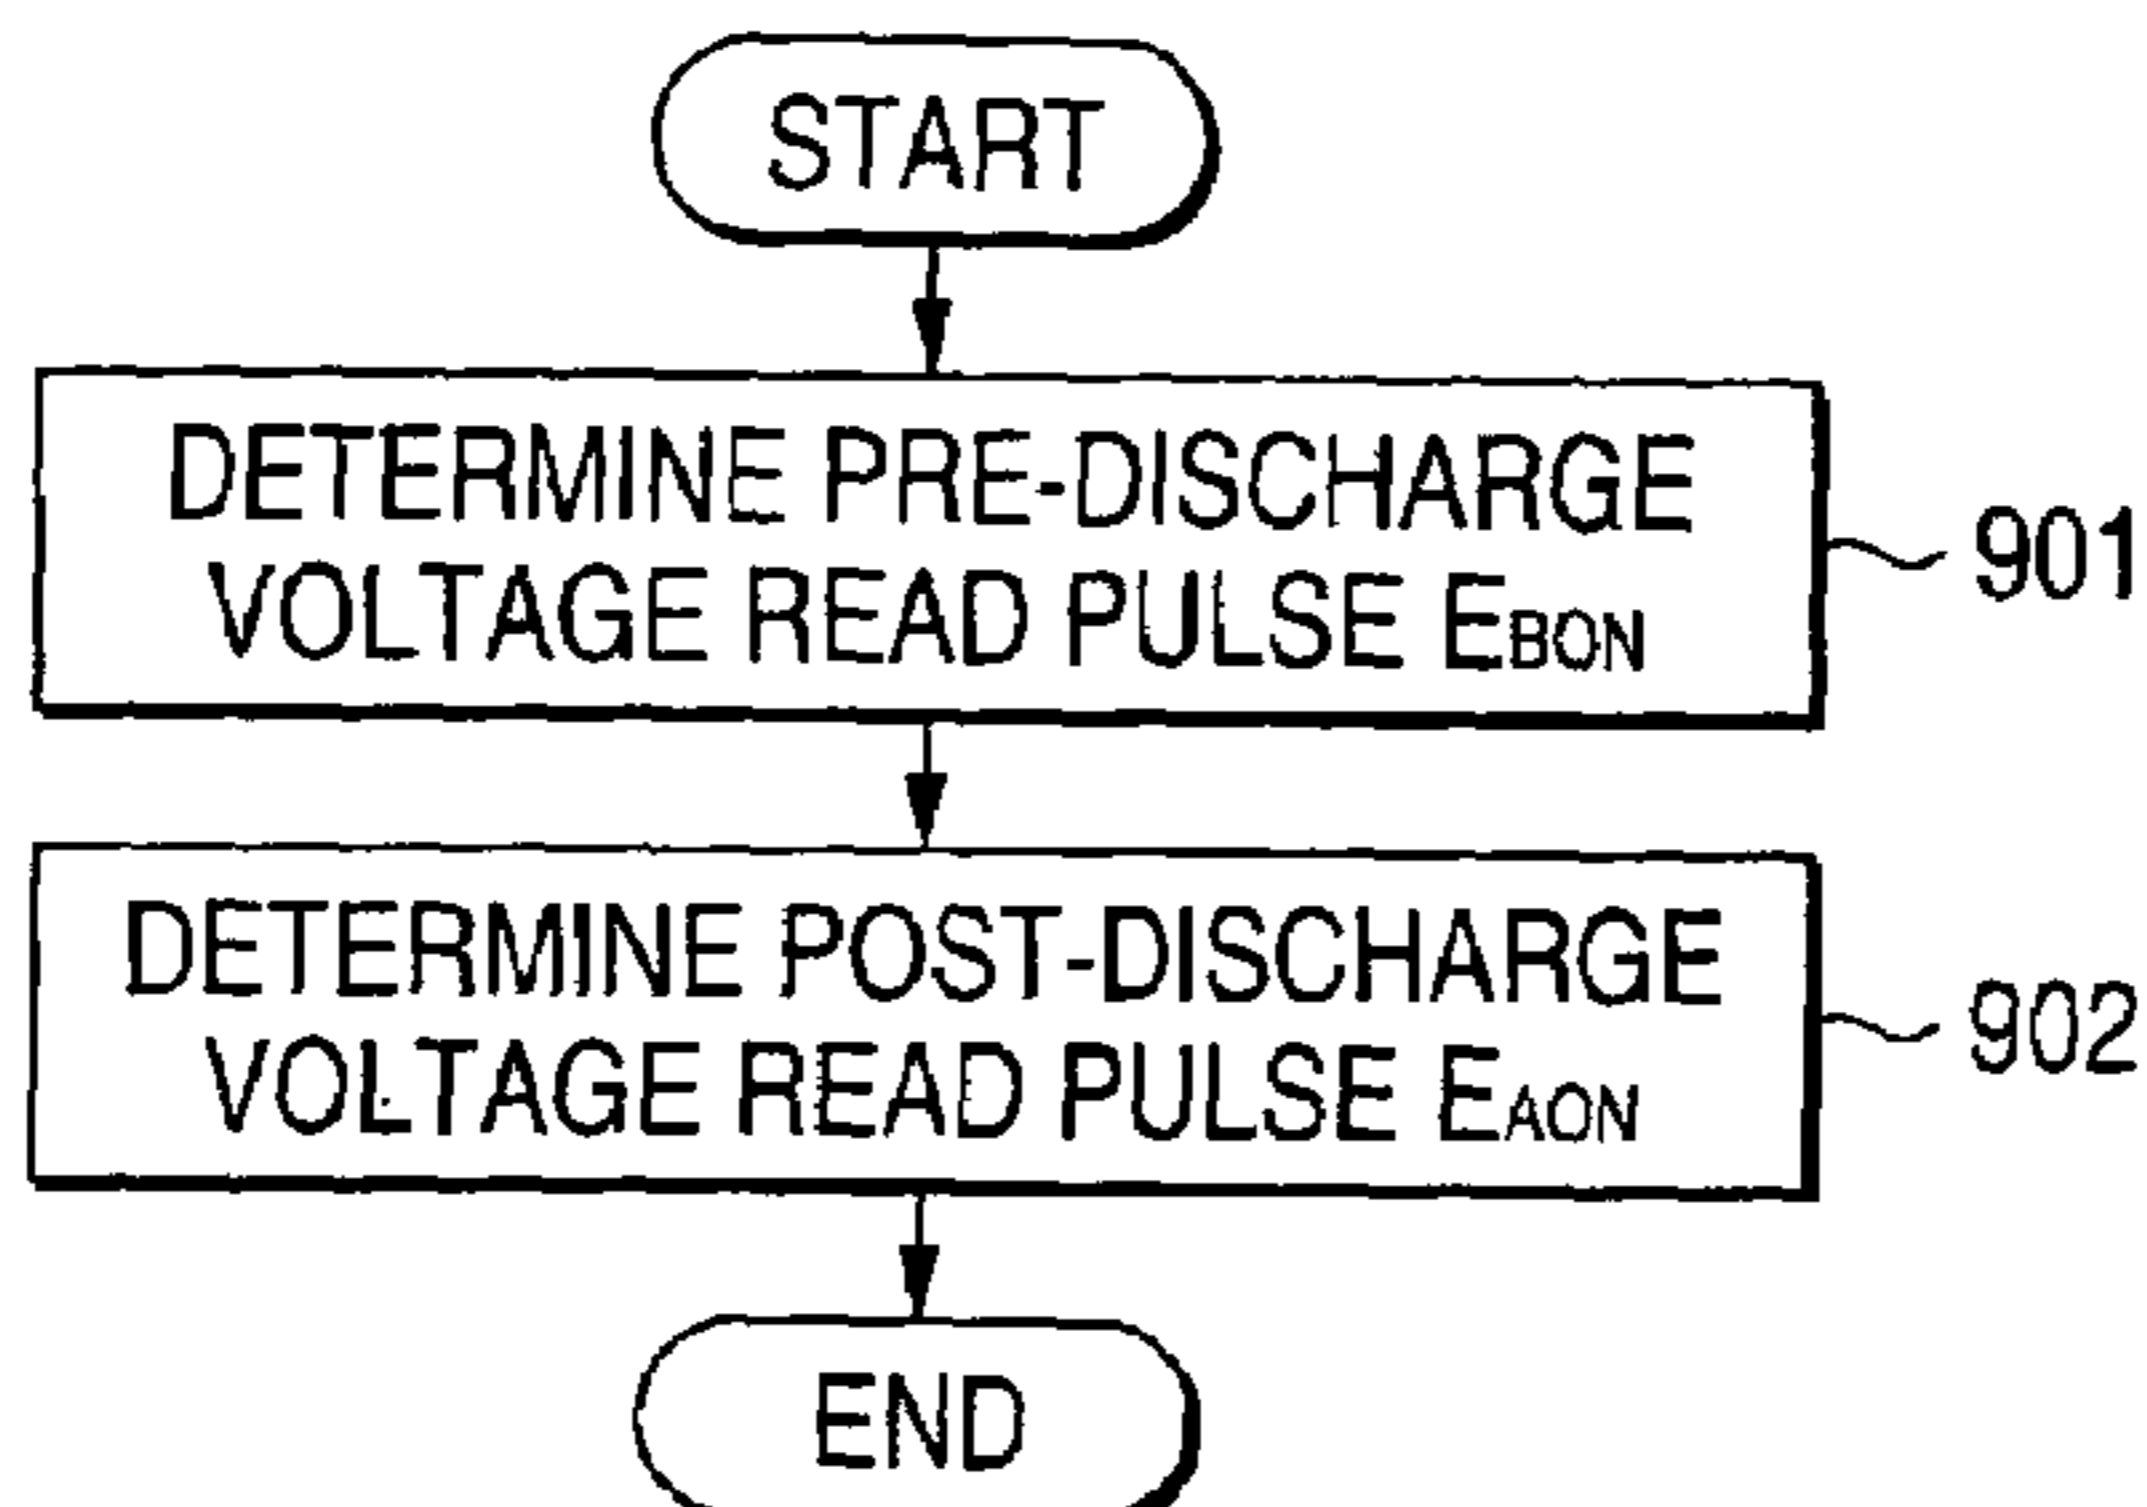 START
DETERMINE PRE-DISCHARGE
VOLTAGE READ PULSE EBON
901
DETERMINE POST-DISCHARGE
VOLTAGE READ PULSE EAON
902
END